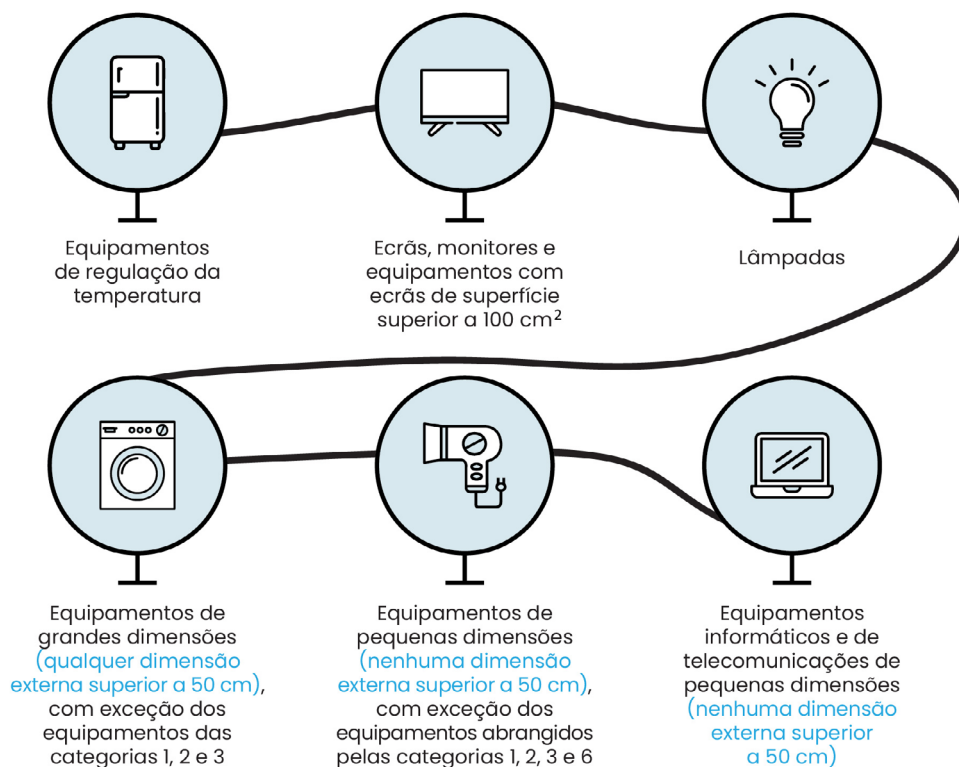 Equipamentos
de regulação da
temperatura
Ecrãs, monitores e
equipamentos com
ecrãs de superfície
superior a 100 cm²
Lâmpadas
Equipamentos de
grandes dimensões
(qualquer dimensão
externa superior a 50 cm),
com exceção dos
equipamentos das
categorias 1, 2 e 3
Equipamentos de
pequenas dimensões
(nenhuma dimensão
externa superior a 50 cm),
com exceção dos
equipamentos abrangidos
pelas categorias 1, 2, 3 e 6
Equipamentos
informáticos e de
telecomunicações de
pequenas dimensões
(nenhuma dimensão
externa superior
a 50 cm)